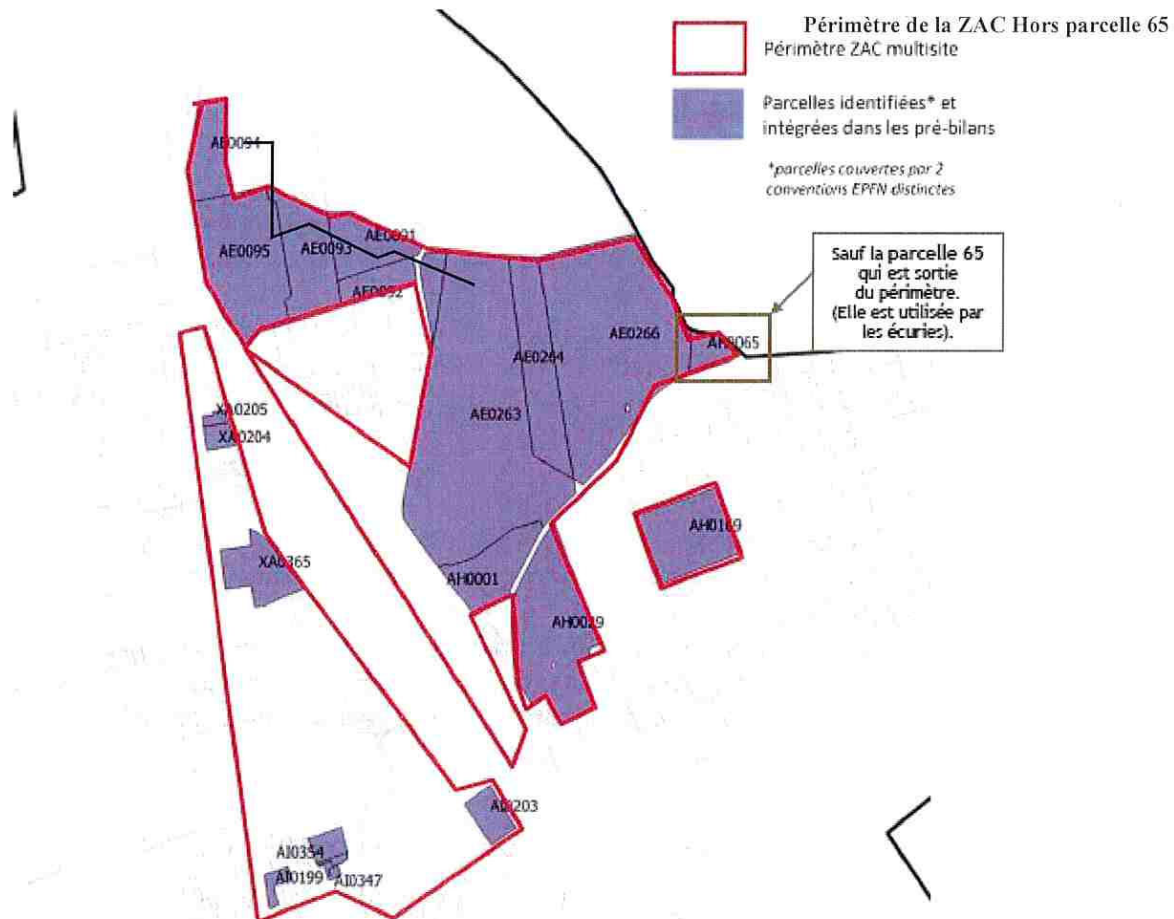 Périmètre de la ZAC Hors parcelle 65
Périmètre ZAC multisite
Parcelles identifiées* et
intégrées dans les pré-bilans
*parcelles couvertes par 2
conventions EPFN distinctes
Sauf la parcelle 65
qui est sortie
du périmètre.
(Elle est utilisée par
les écuries).
AE0094
AE0091
AE0095
AE0093
AE0092
AE0266
AH0065
AE0264
AE0263
XA0205
XA0204
AH0169
XA0365
AH0001
AH0029
AI0203
AI0354
AI0199
AI0347